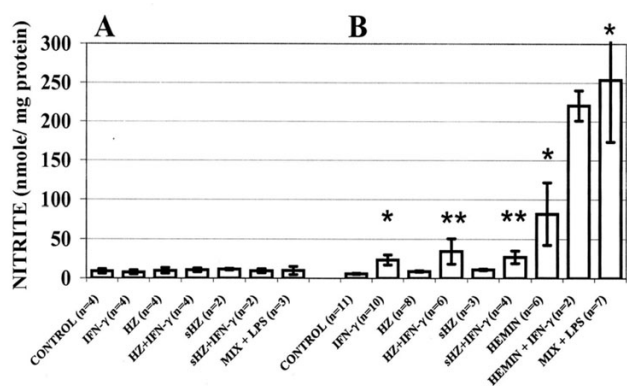 A B
NITRITE (nmole/ mg protein)
300
250
200
150
100
50
0
* ** ** * *
CONTROL (n=4)
IFN-γ (n=4)
HZ (n=4)
HZ+IFN-γ (n=4)
sHZ (n=2)
sHZ+IFN-γ (n=2)
MIX + LPS (n=3)
CONTROL (n=11)
IFN-γ (n=10)
HZ (n=8)
HZ+IFN-γ (n=6)
sHZ (n=3)
sHZ+IFN-γ (n=4)
HEMIN (n=6)
HEMIN + IFN-γ (n=2)
MIX + LPS (n=7)